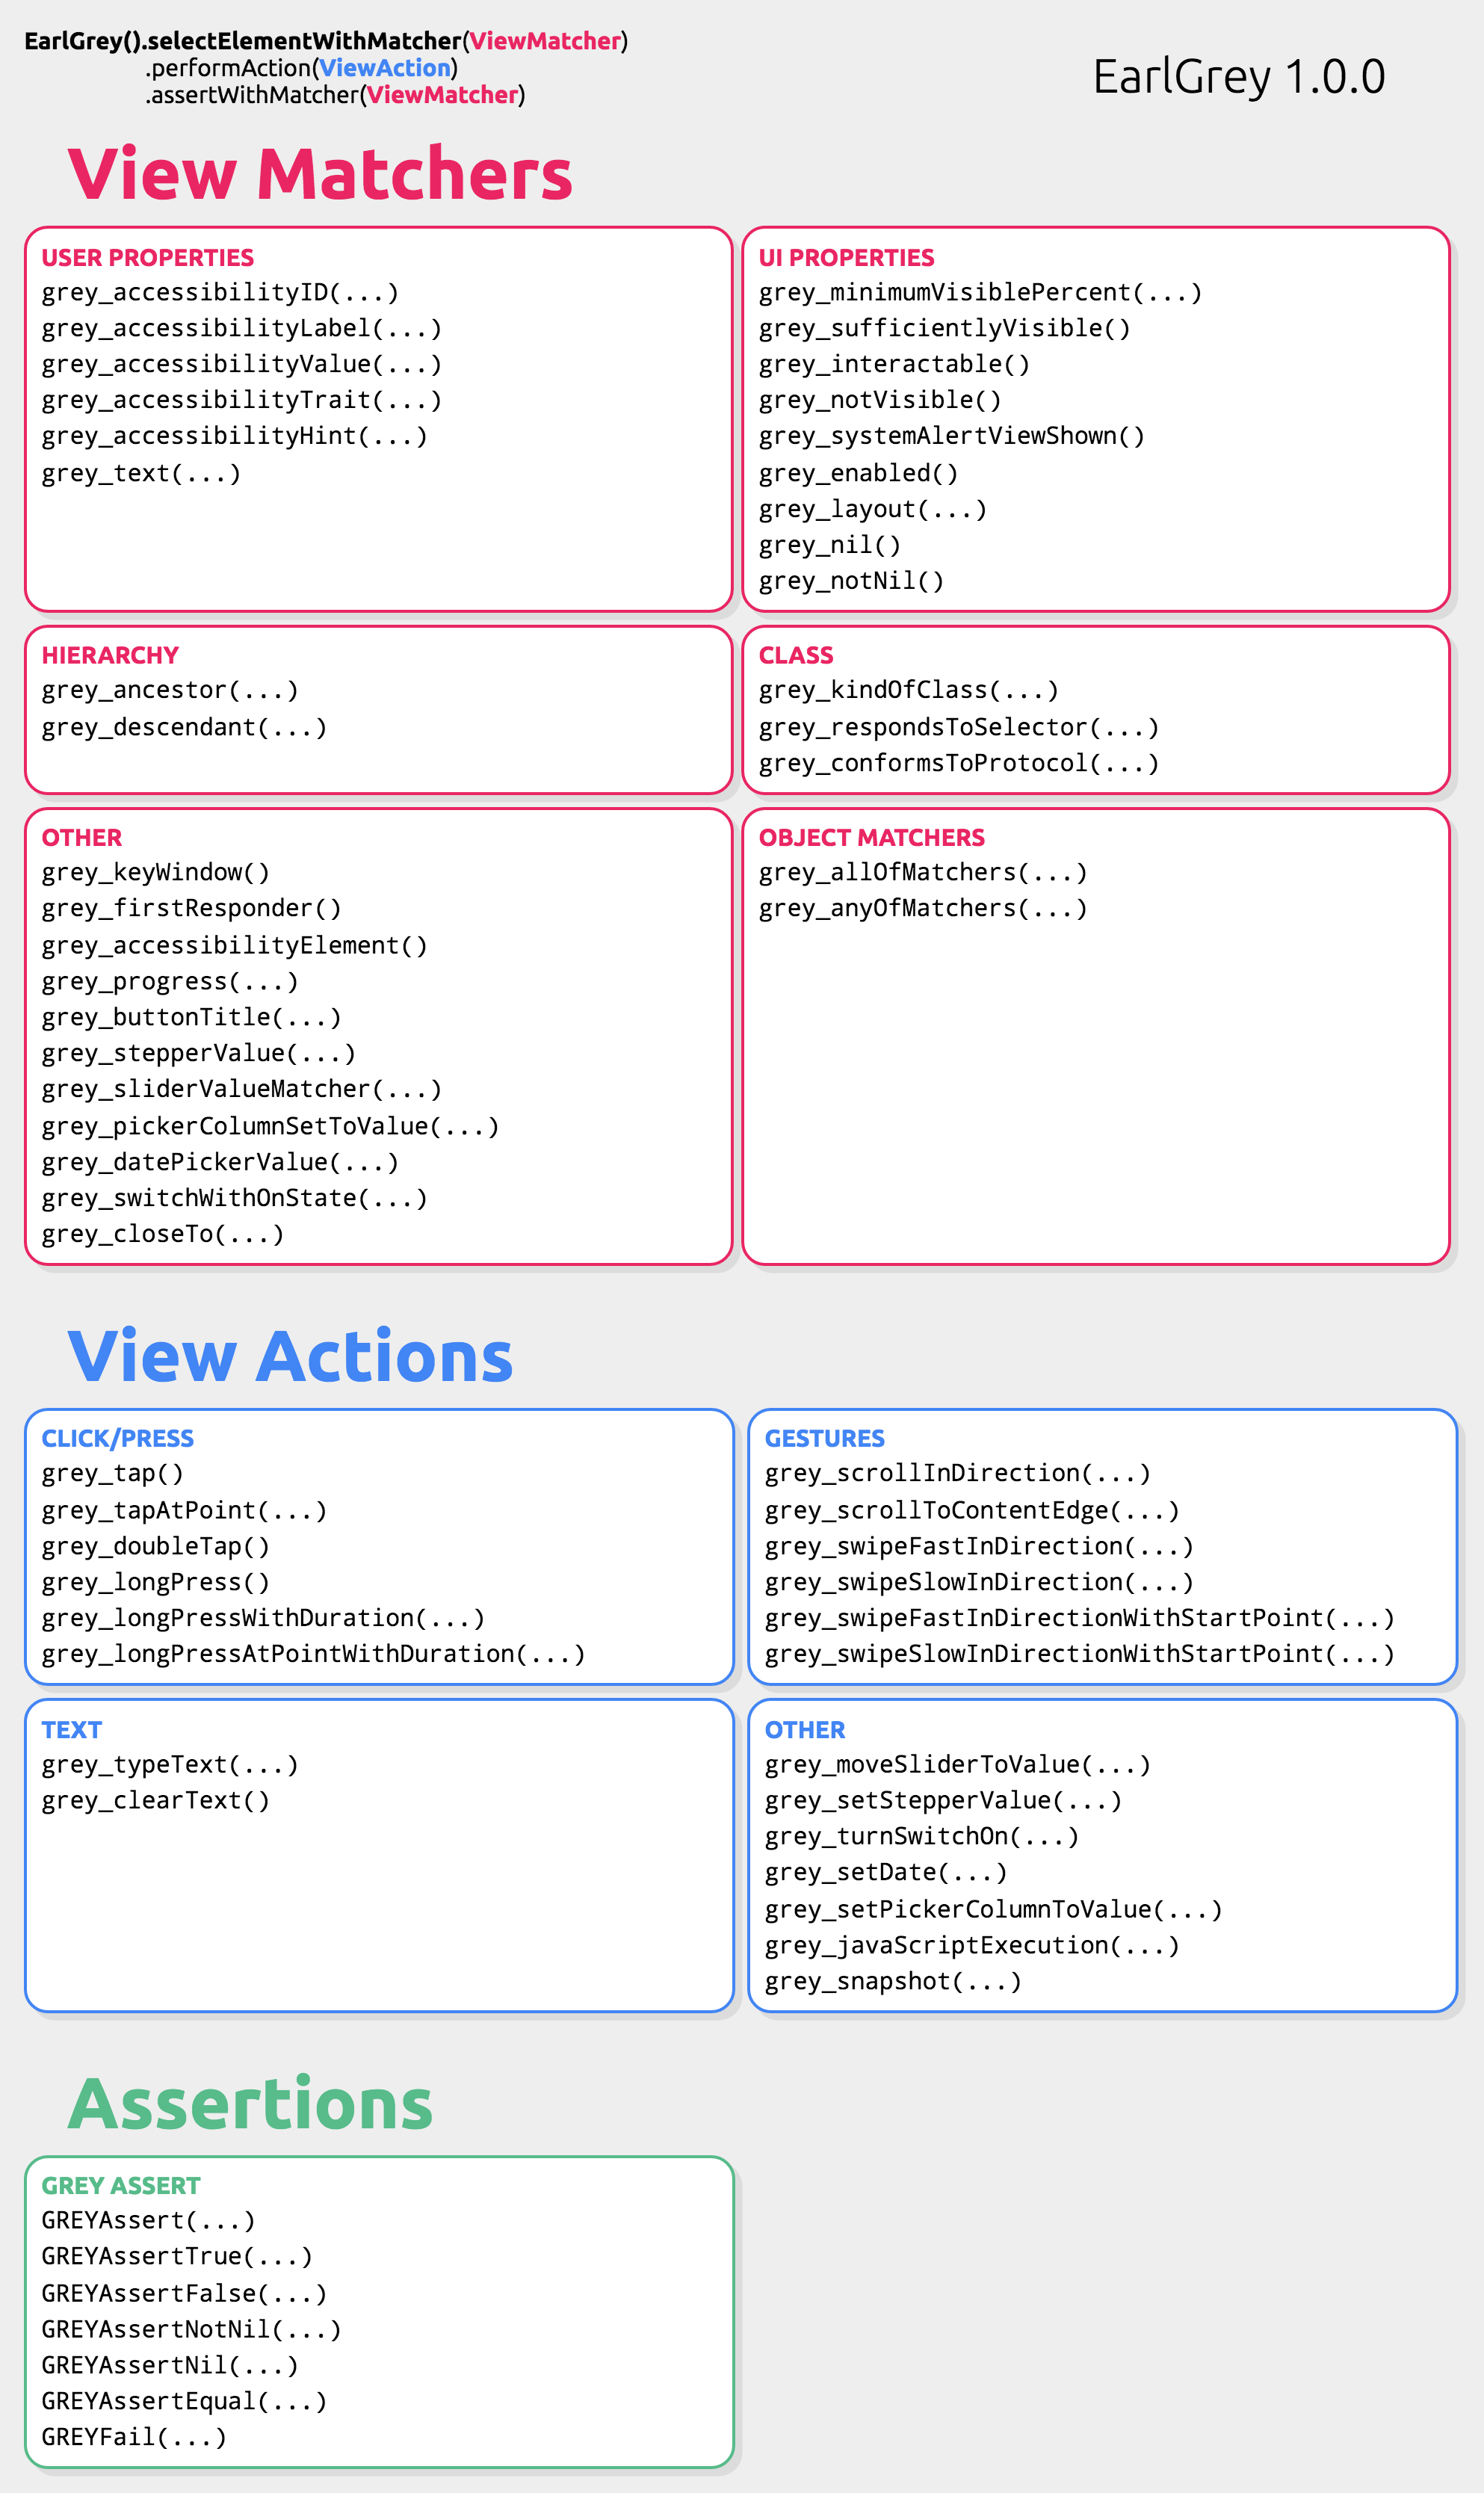 EarlGrey().selectElementWithMatcher(ViewMatcher)
.performAction(ViewAction)
.assertWithMatcher(ViewMatcher)
EarlGrey 1.0.0
View Matchers
USER PROPERTIES
grey_accessibilityID(...)
grey_accessibilityLabel(...)
grey_accessibilityValue(...)
grey_accessibilityTrait(...)
grey_accessibilityHint(...)
grey_text(...)
UI PROPERTIES
grey_minimumVisiblePercent(...)
grey_sufficientlyVisible()
grey_interactable()
grey_notVisible()
grey_systemAlertViewShown()
grey_enabled()
grey_layout(...)
grey_nil()
grey_notNil()
HIERARCHY
grey_ancestor(...)
grey_descendant(...)
CLASS
grey_kindOfClass(...)
grey_respondsToSelector(...)
grey_conformsToProtocol(...)
OTHER
grey_keyWindow()
grey_firstResponder()
grey_accessibilityElement()
grey_progress(...)
grey_buttonTitle(...)
grey_stepperValue(...)
grey_sliderValueMatcher(...)
grey_pickerColumnSetToValue(...)
grey_datePickerValue(...)
grey_switchWithOnState(...)
grey_closeTo(...)
OBJECT MATCHERS
grey_allOfMatchers(...)
grey_anyOfMatchers(...)
View Actions
CLICK/PRESS
grey_tap()
grey_tapAtPoint(...)
grey_doubleTap()
grey_longPress()
grey_longPressWithDuration(...)
grey_longPressAtPointWithDuration(...)
GESTURES
grey_scrollInDirection(...)
grey_scrollToContentEdge(...)
grey_swipeFastInDirection(...)
grey_swipeSlowInDirection(...)
grey_swipeFastInDirectionWithStartPoint(...)
grey_swipeSlowInDirectionWithStartPoint(...)
TEXT
grey_typeText(...)
grey_clearText()
OTHER
grey_moveSliderToValue(...)
grey_setStepperValue(...)
grey_turnSwitchOn(...)
grey_setDate(...)
grey_setPickerColumnToValue(...)
grey_javaScriptExecution(...)
grey_snapshot(...)
Assertions
GREY ASSERT
GREYAssert(...)
GREYAssertTrue(...)
GREYAssertFalse(...)
GREYAssertNotNil(...)
GREYAssertNil(...)
GREYAssertEqual(...)
GREYFail(...)